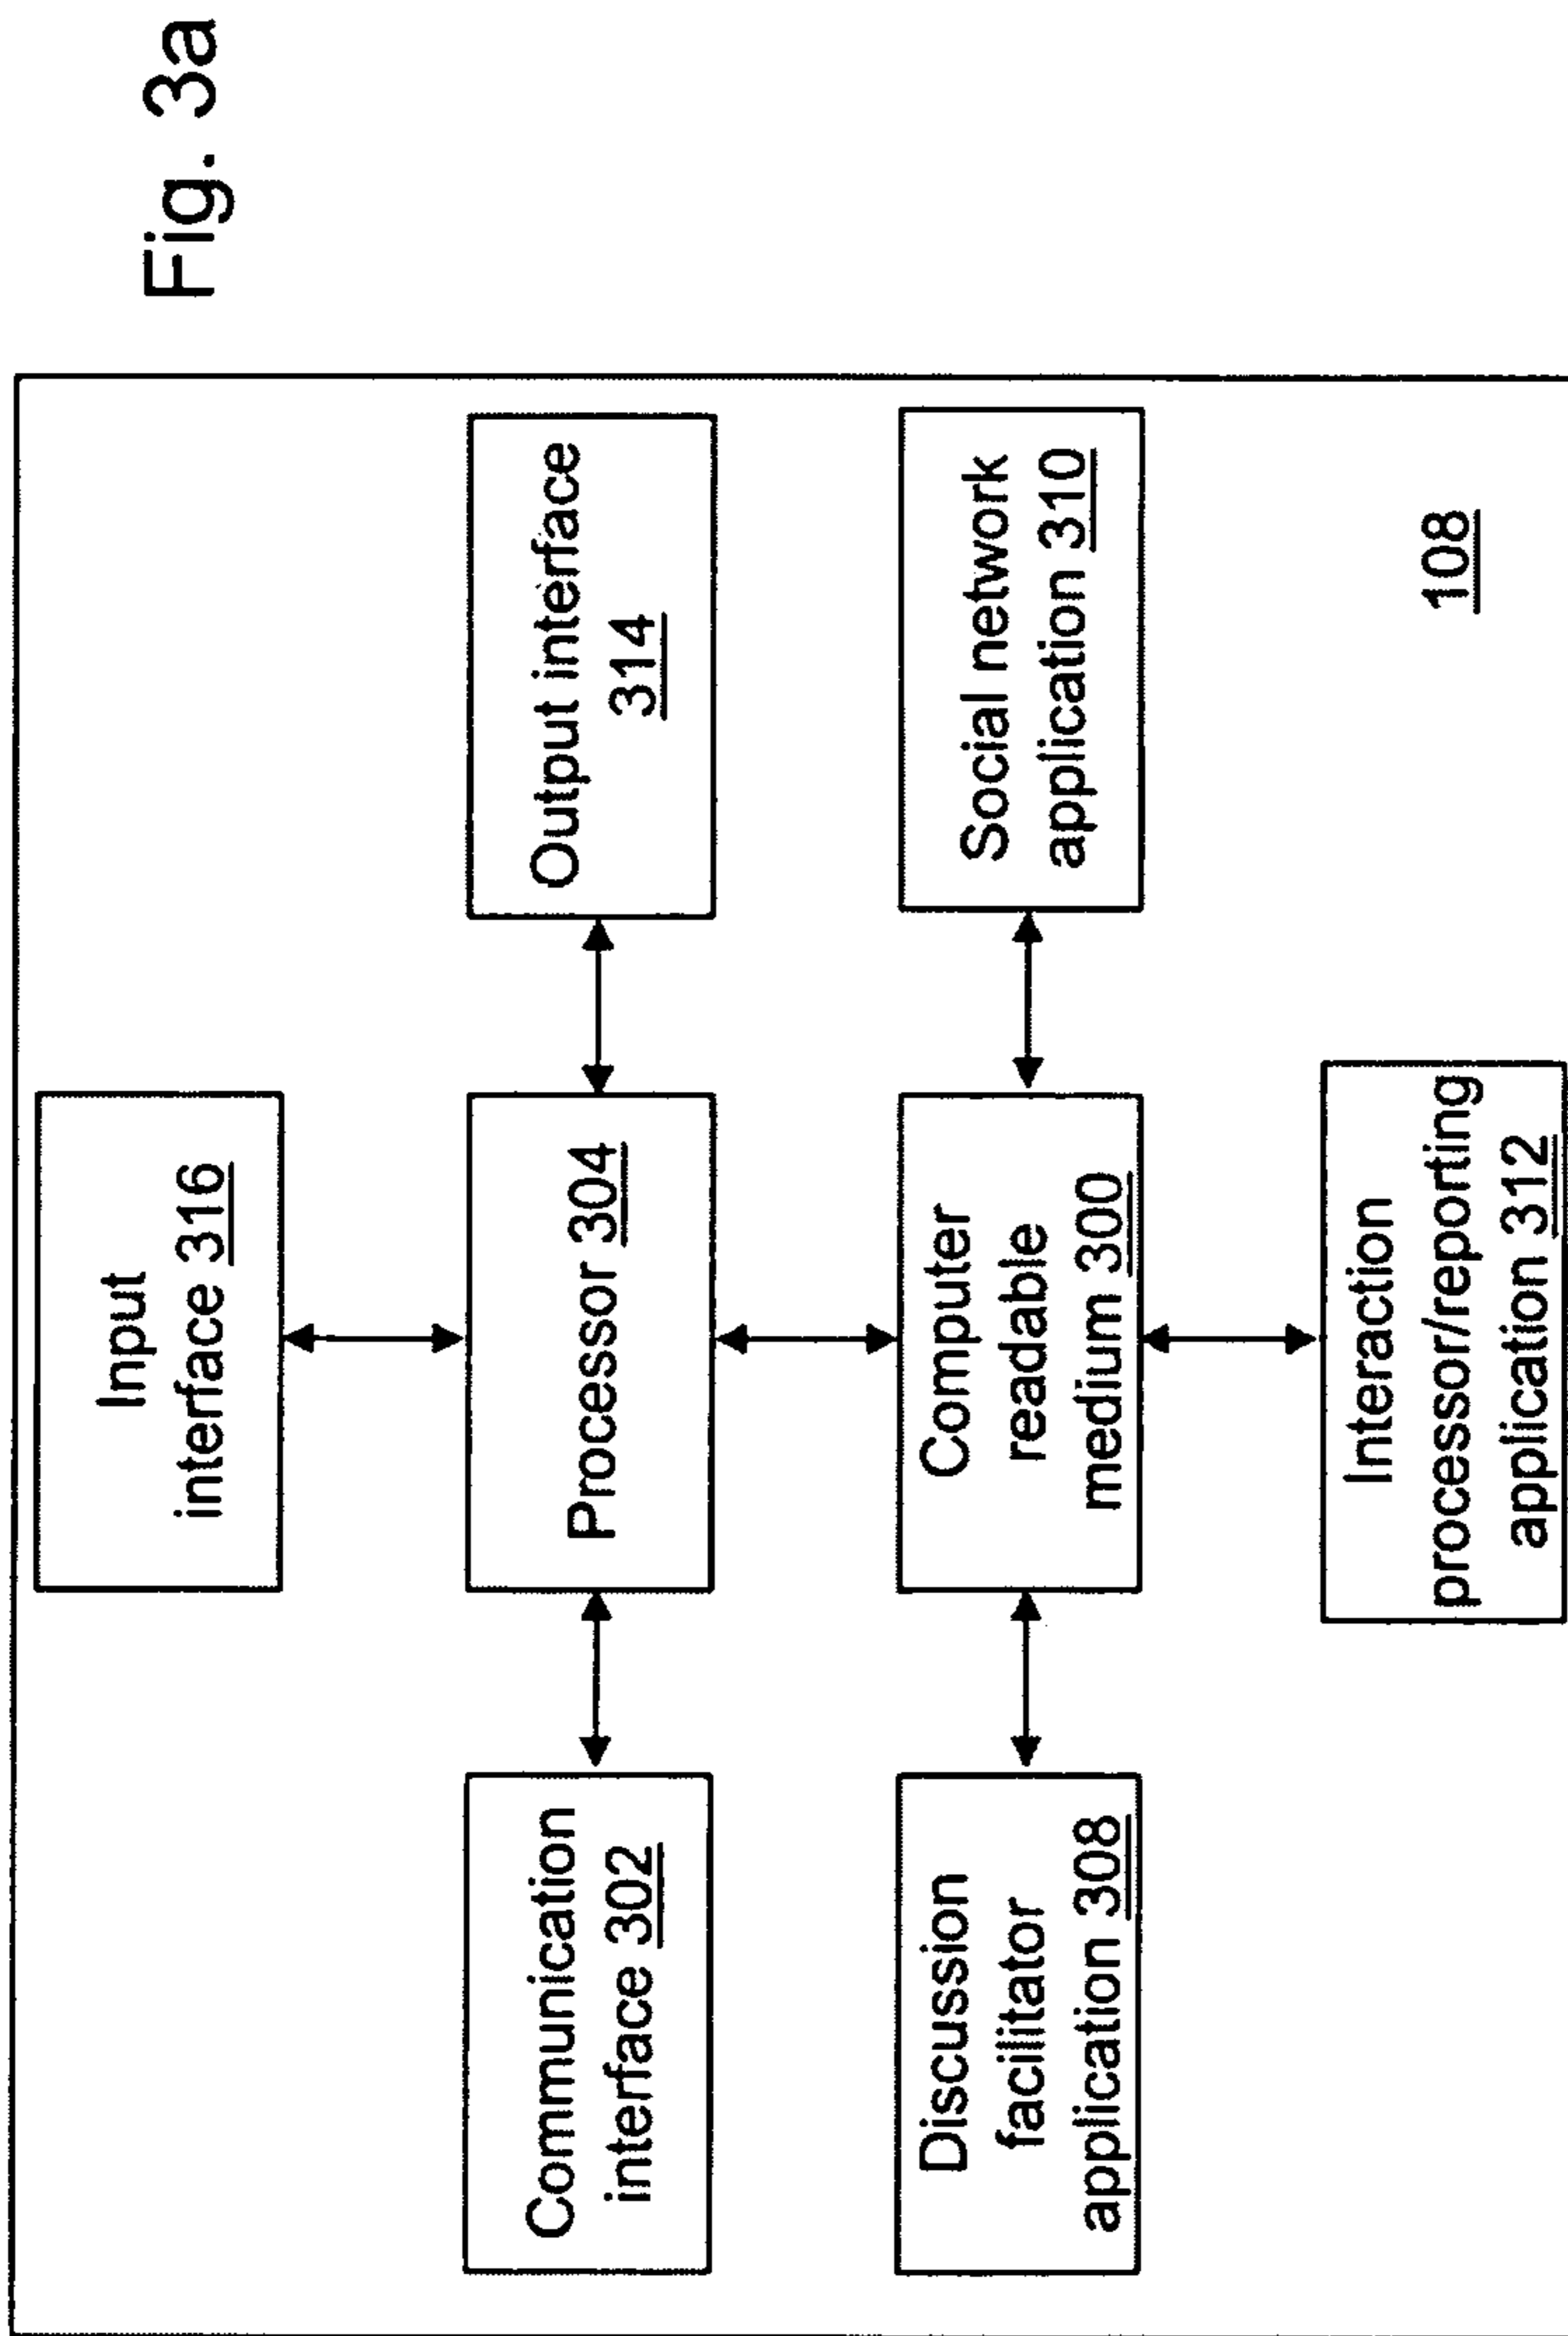 Fig. 3a
Input
interface 316
Communication
interface 302
Processor 304
Output interface
314
Discussion
facilitator
application 308
Computer
readable
medium 300
Social network
application 310
Interaction
processor/reporting
application 312
108